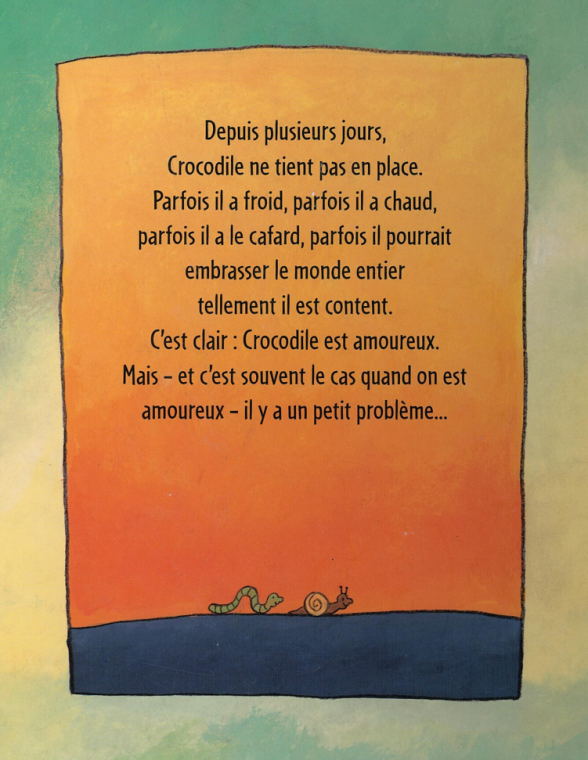 Depuis plusieurs jours,
Crocodile ne tient pas en place.
Parfois il a froid, parfois il a chaud,
parfois il a le cafard, parfois il pourrait
embrasser le monde entier
tellement il est content.
C'est clair : Crocodile est amoureux.
Mais – et c'est souvent le cas quand on est
amoureux – il y a un petit problème...